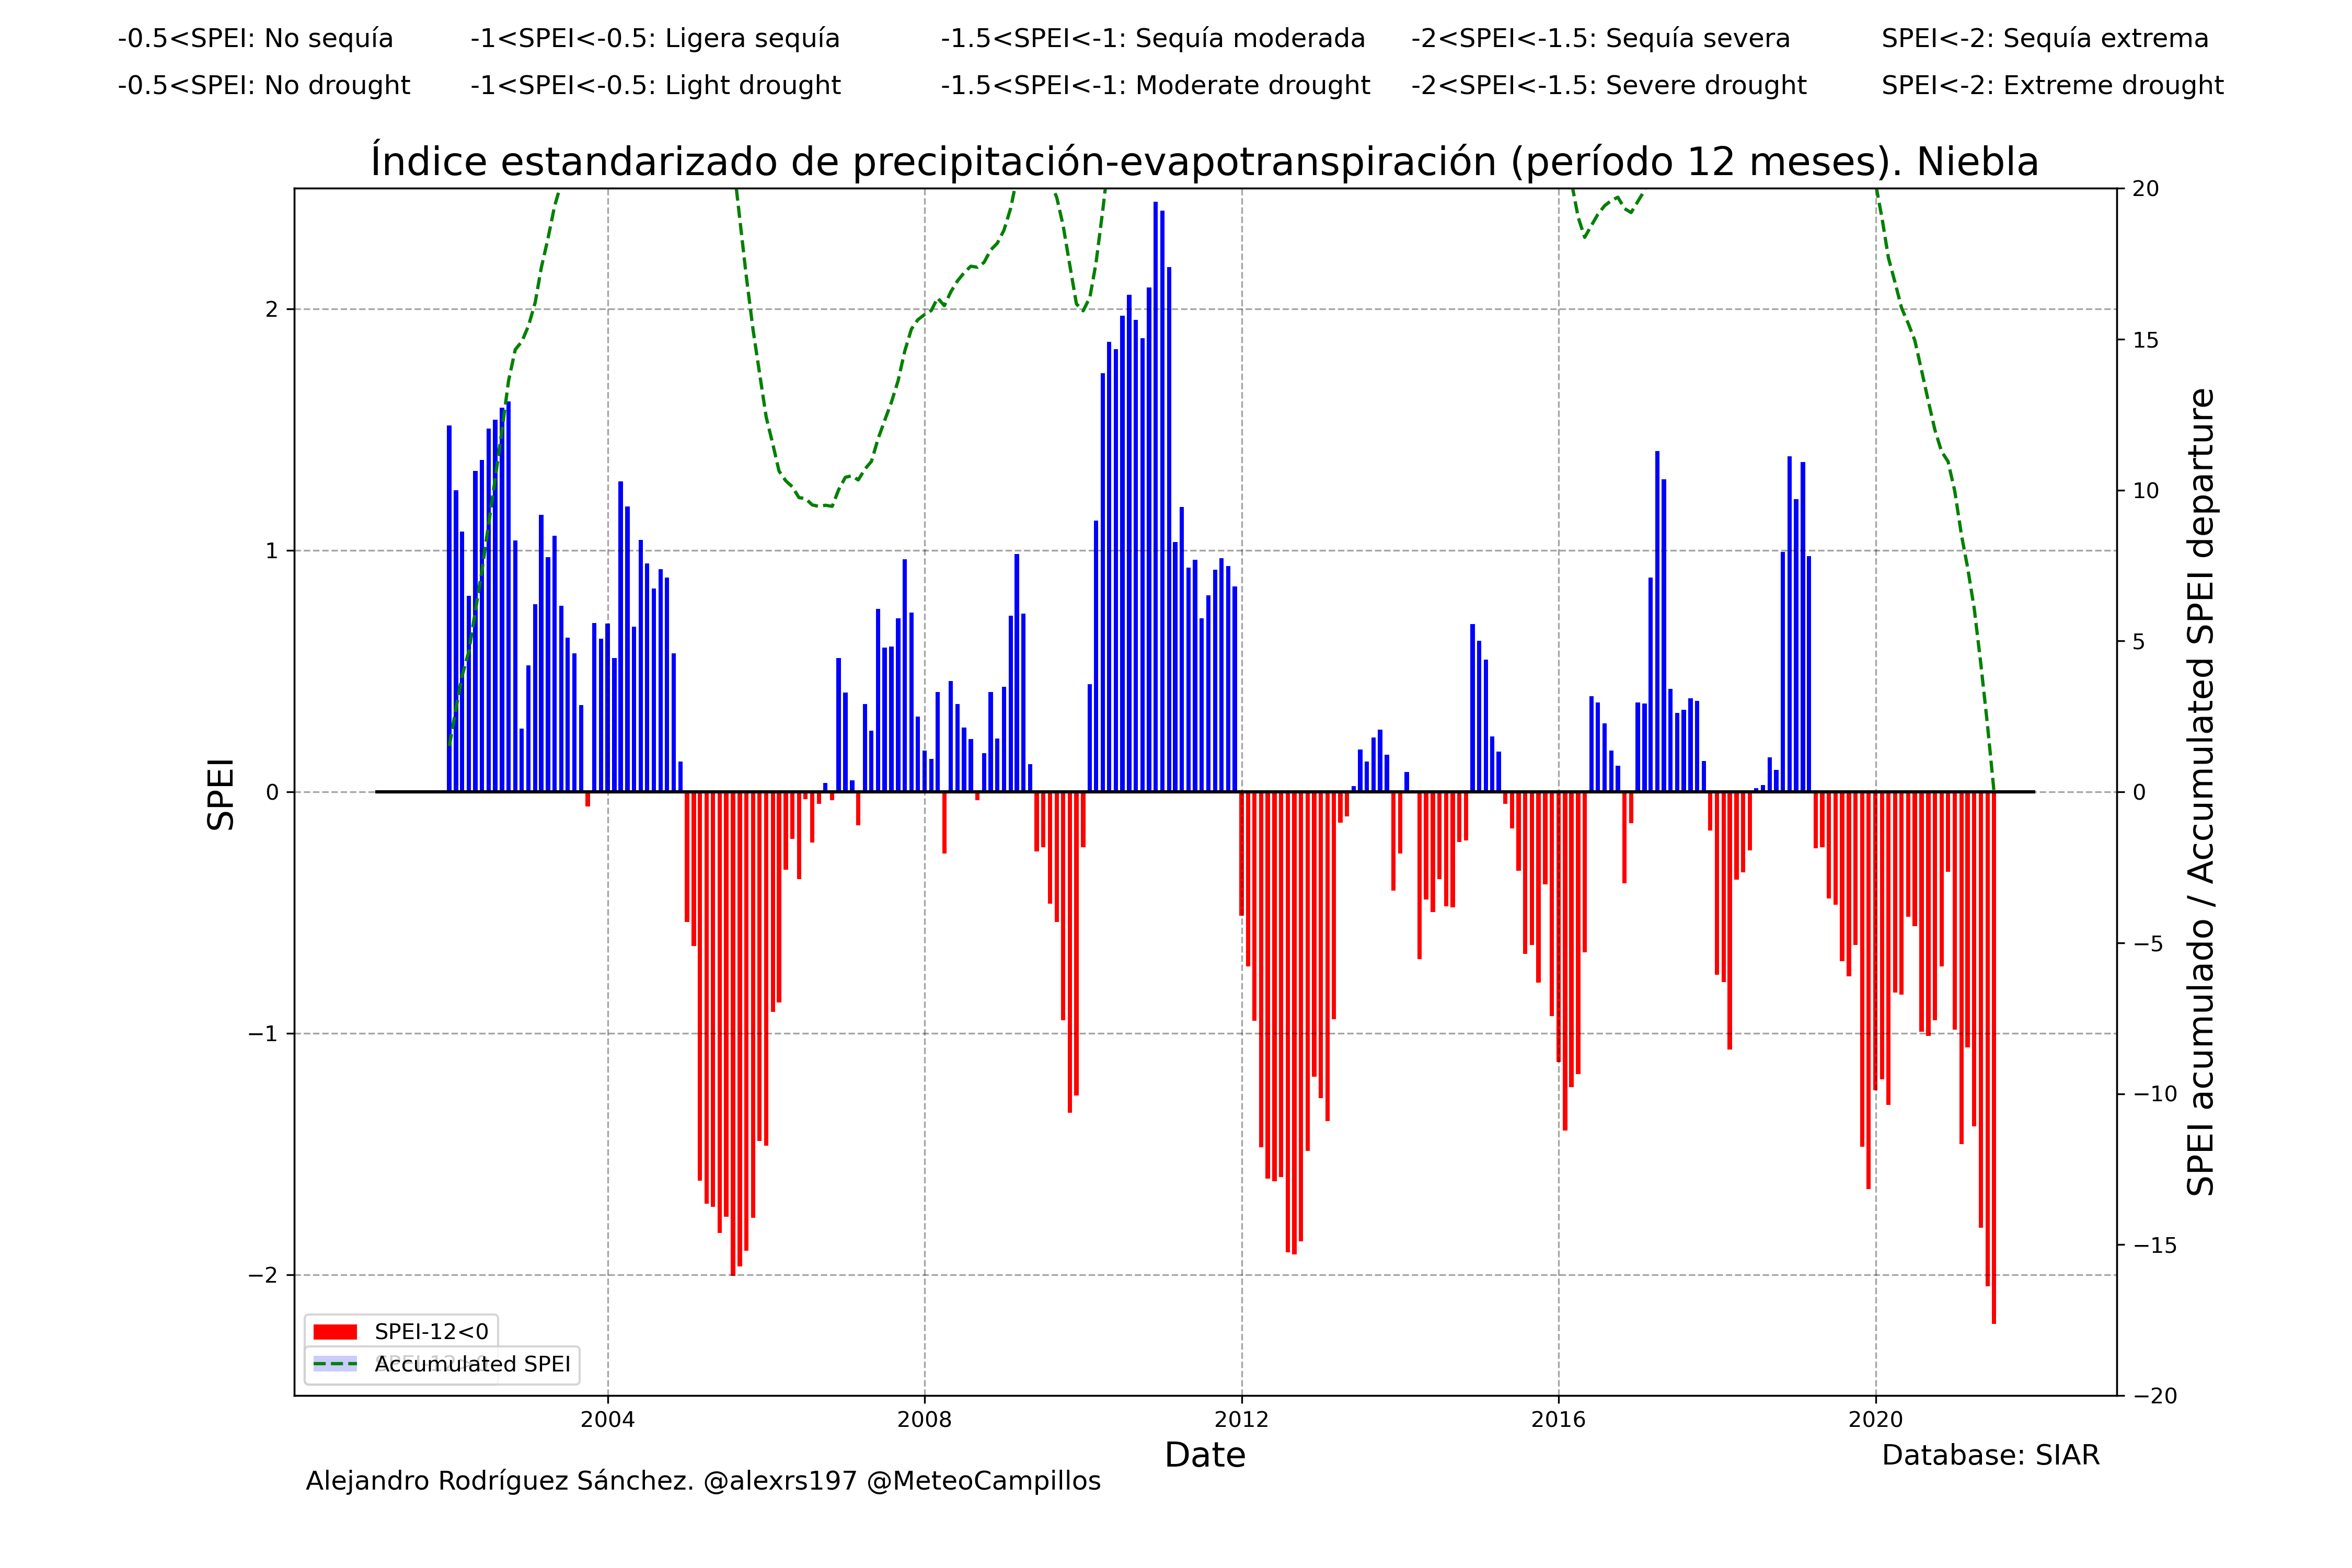 -0.5<SPEI: No sequía -1<SPEI<-0.5: Ligera sequía -1.5<SPEI<-1: Sequía moderada -2<SPEI<-1.5: Sequía severa SPEI<-2: Sequía extrema
-0.5<SPEI: No drought -1<SPEI<-0.5: Light drought -1.5<SPEI<-1: Moderate drought -2<SPEI<-1.5: Severe drought SPEI<-2: Extreme drought
Índice estandarizado de precipitación-evapotranspiración (período 12 meses). Niebla
SPEI
2
1
0
−1
−2
20
15
10
5
0
−5
−10
−15
−20
SPEI acumulado / Accumulated SPEI departure
SPEI-12<0
Accumulated SPEI
2004 2008 2012 2016 2020
Date
Database: SIAR
Alejandro Rodríguez Sánchez. @alexrs197 @MeteoCampillos